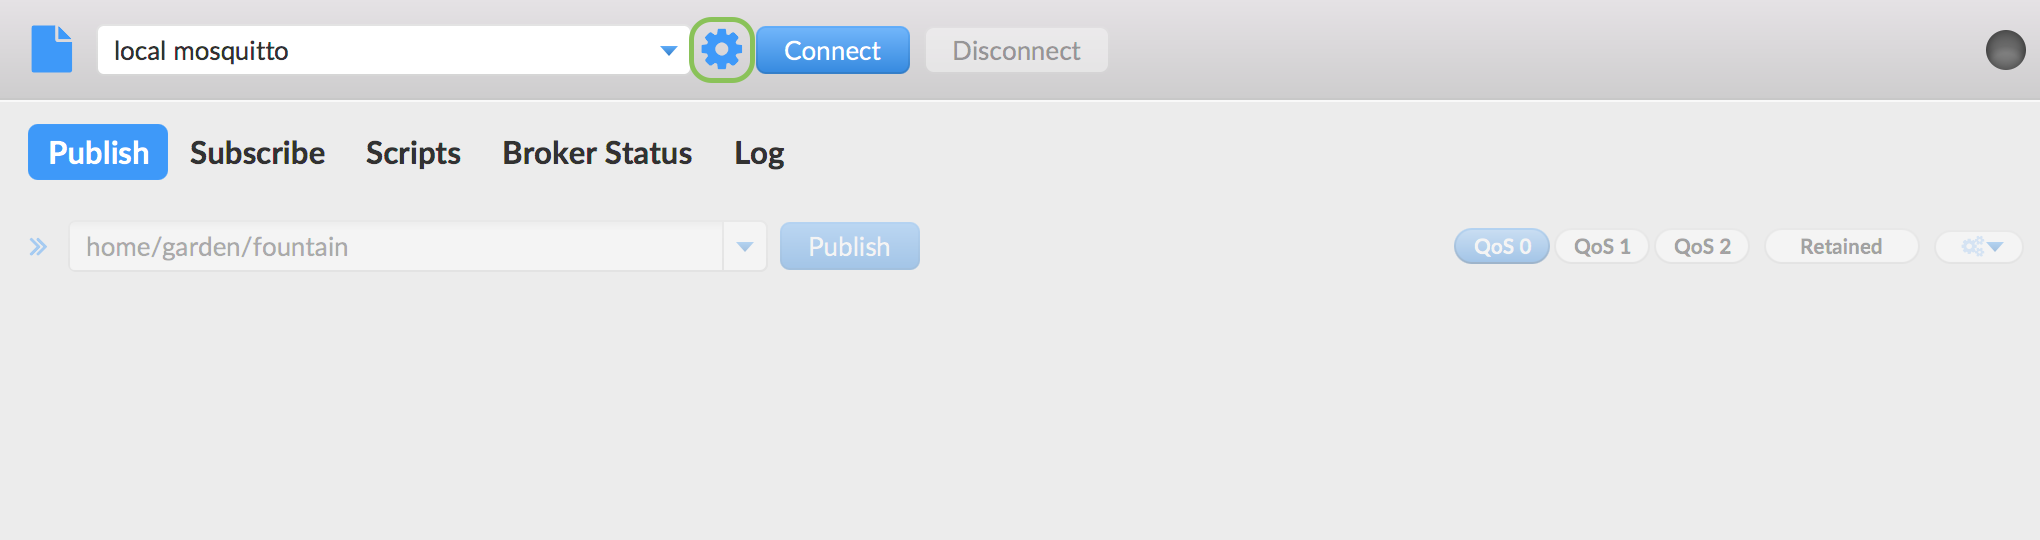 local mosquitto Connect Disconnect
Publish Subscribe Scripts Broker Status Log
home/garden/fountain Publish QoS 0 QoS 1 QoS 2 Retained